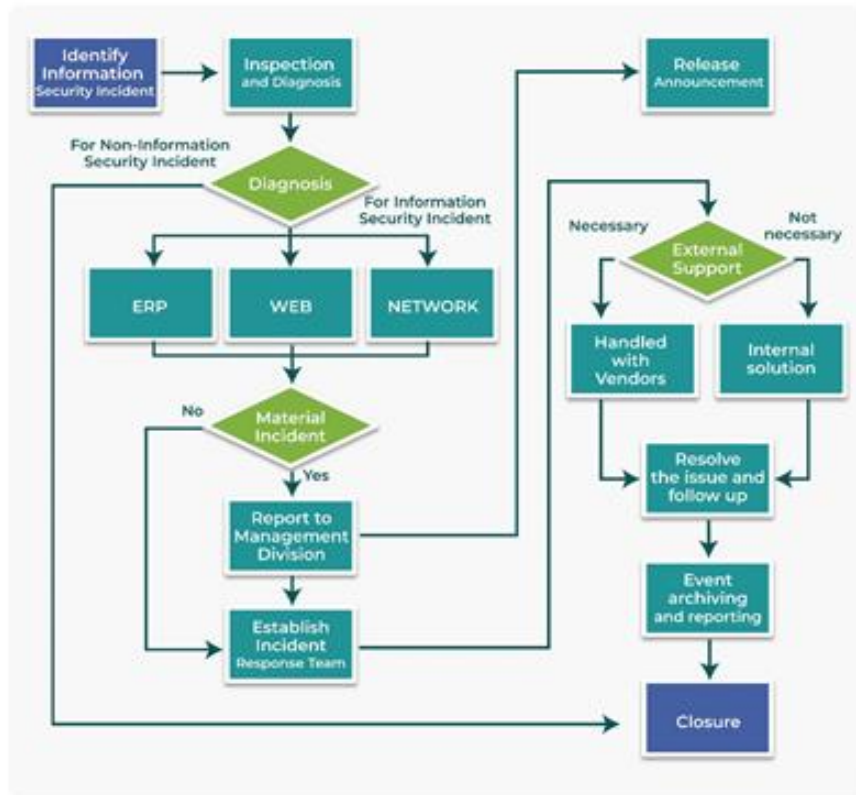 Identify
Information
Security Incident
Inspection
and Diagnosis
Release
Announcement
For Non-Information
Security Incident
Diagnosis
For Information
Security Incident
Necessary
Not
necessary
External
Support
ERP
WEB
NETWORK
Handled
with
Vendors
Internal
solution
No
Material
Incident
Yes
Resolve
the issue and
follow up
Report to
Management
Division
Event
archiving
and reporting
Establish
Incident
Response Team
Closure